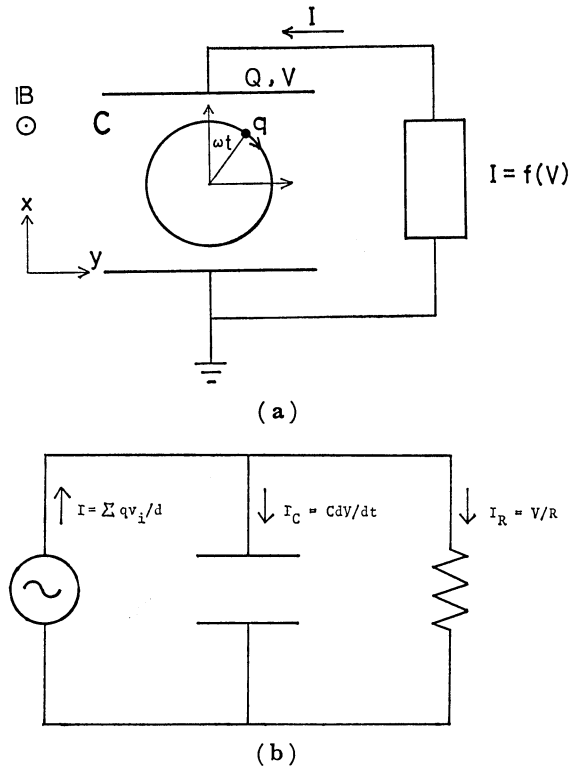 I
Q, V
𝔹
C
q
ωt
I = f(V)
x
y
(a)
I = Σ qv_i/d
I_C = CdV/dt
I_R = V/R
(b)